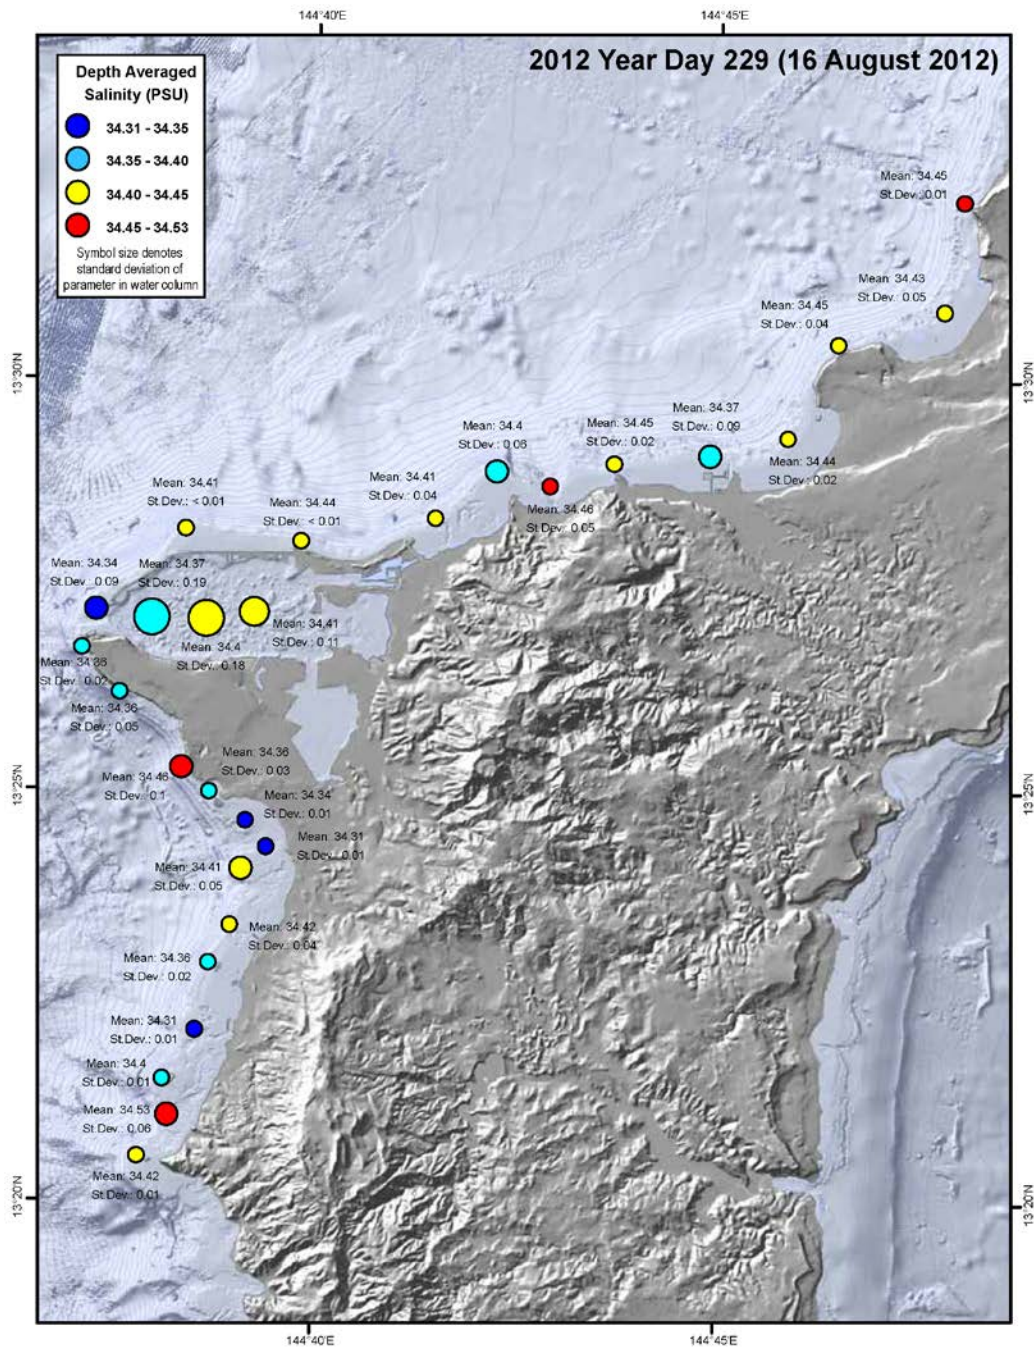 144°40'E
144°45'E
2012 Year Day 229 (16 August 2012)
Depth Averaged
Salinity (PSU)
34.31 - 34.35
34.35 - 34.40
34.40 - 34.45
34.45 - 34.53
Symbol size denotes
standard deviation of
parameter in water column
Mean: 34.45
St.Dev.: 0.01
Mean: 34.43
St.Dev.: 0.05
Mean: 34.45
St.Dev.: 0.04
13°30'N
13°30'N
Mean: 34.37
St.Dev.: 0.09
Mean: 34.45
St.Dev.: 0.02
Mean: 34.4
St.Dev.: 0.06
Mean: 34.44
St.Dev.: 0.02
Mean: 34.41
St.Dev.: 0.04
Mean: 34.46
St.Dev.: 0.05
Mean: 34.41
St.Dev.: < 0.01
Mean: 34.44
St.Dev.: < 0.01
Mean: 34.34
St.Dev.: 0.09
Mean: 34.37
St.Dev.: 0.19
Mean: 34.41
St.Dev.: 0.11
Mean: 34.4
St.Dev.: 0.18
Mean: 34.36
St.Dev.: 0.02
Mean: 34.36
St.Dev.: 0.05
Mean: 34.36
St.Dev.: 0.03
Mean: 34.46
St.Dev.: 0.1
13°25'N
13°25'N
Mean: 34.34
St.Dev.: 0.01
Mean: 34.31
St.Dev.: 0.01
Mean: 34.41
St.Dev.: 0.05
Mean: 34.42
St.Dev.: 0.04
Mean: 34.36
St.Dev.: 0.02
Mean: 34.31
St.Dev.: 0.01
Mean: 34.4
St.Dev.: 0.01
Mean: 34.53
St.Dev.: 0.06
Mean: 34.42
St.Dev.: 0.01
13°20'N
13°20'N
144°40'E
144°45'E